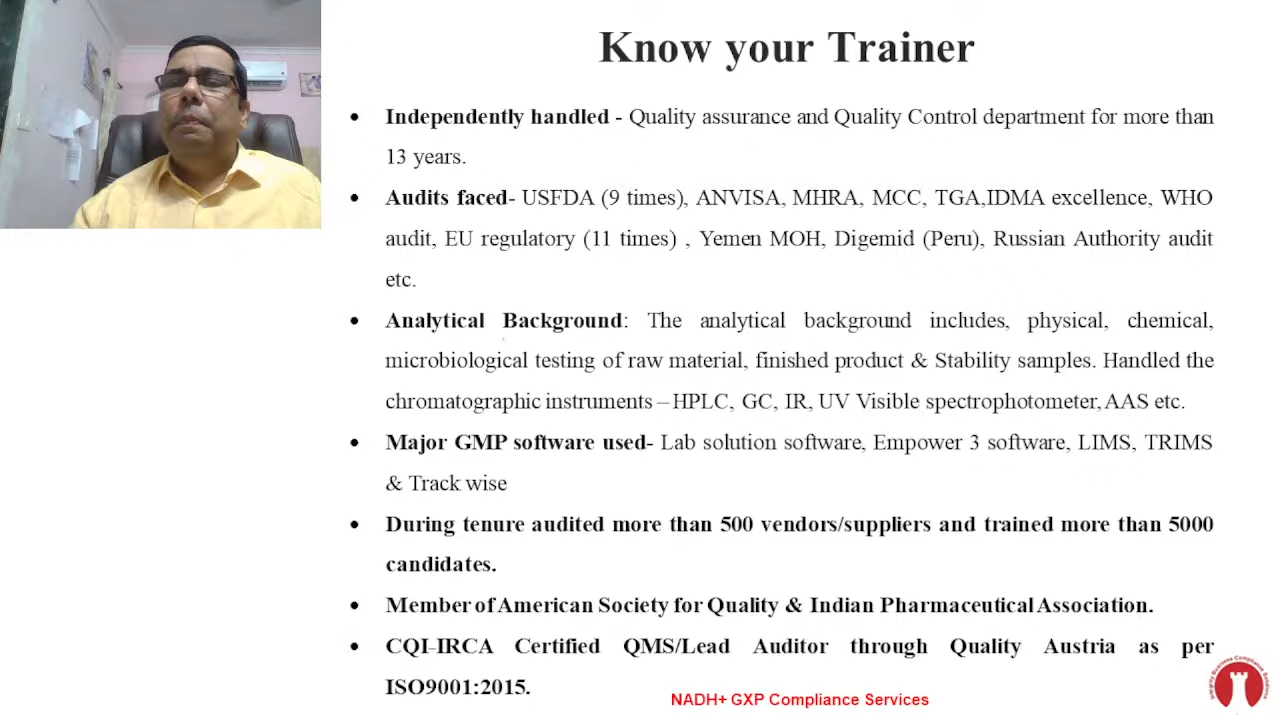 Know your Trainer
• Independently handled - Quality assurance and Quality Control department for more than
13 years.
• Audits faced- USFDA (9 times), ANVISA, MHRA, MCC, TGA,IDMA excellence, WHO
audit, EU regulatory (11 times) , Yemen MOH, Digemid (Peru), Russian Authority audit
etc.
• Analytical Background: The analytical background includes, physical, chemical,
microbiological testing of raw material, finished product & Stability samples. Handled the
chromatographic instruments – HPLC, GC, IR, UV Visible spectrophotometer, AAS etc.
• Major GMP software used- Lab solution software, Empower 3 software, LIMS, TRIMS
& Track wise
• During tenure audited more than 500 vendors/suppliers and trained more than 5000
candidates.
• Member of American Society for Quality & Indian Pharmaceutical Association.
• CQI-IRCA Certified QMS/Lead Auditor through Quality Austria as per
ISO9001:2015.
NADH+ GXP Compliance Services
Integrity Business Compliance Solutions